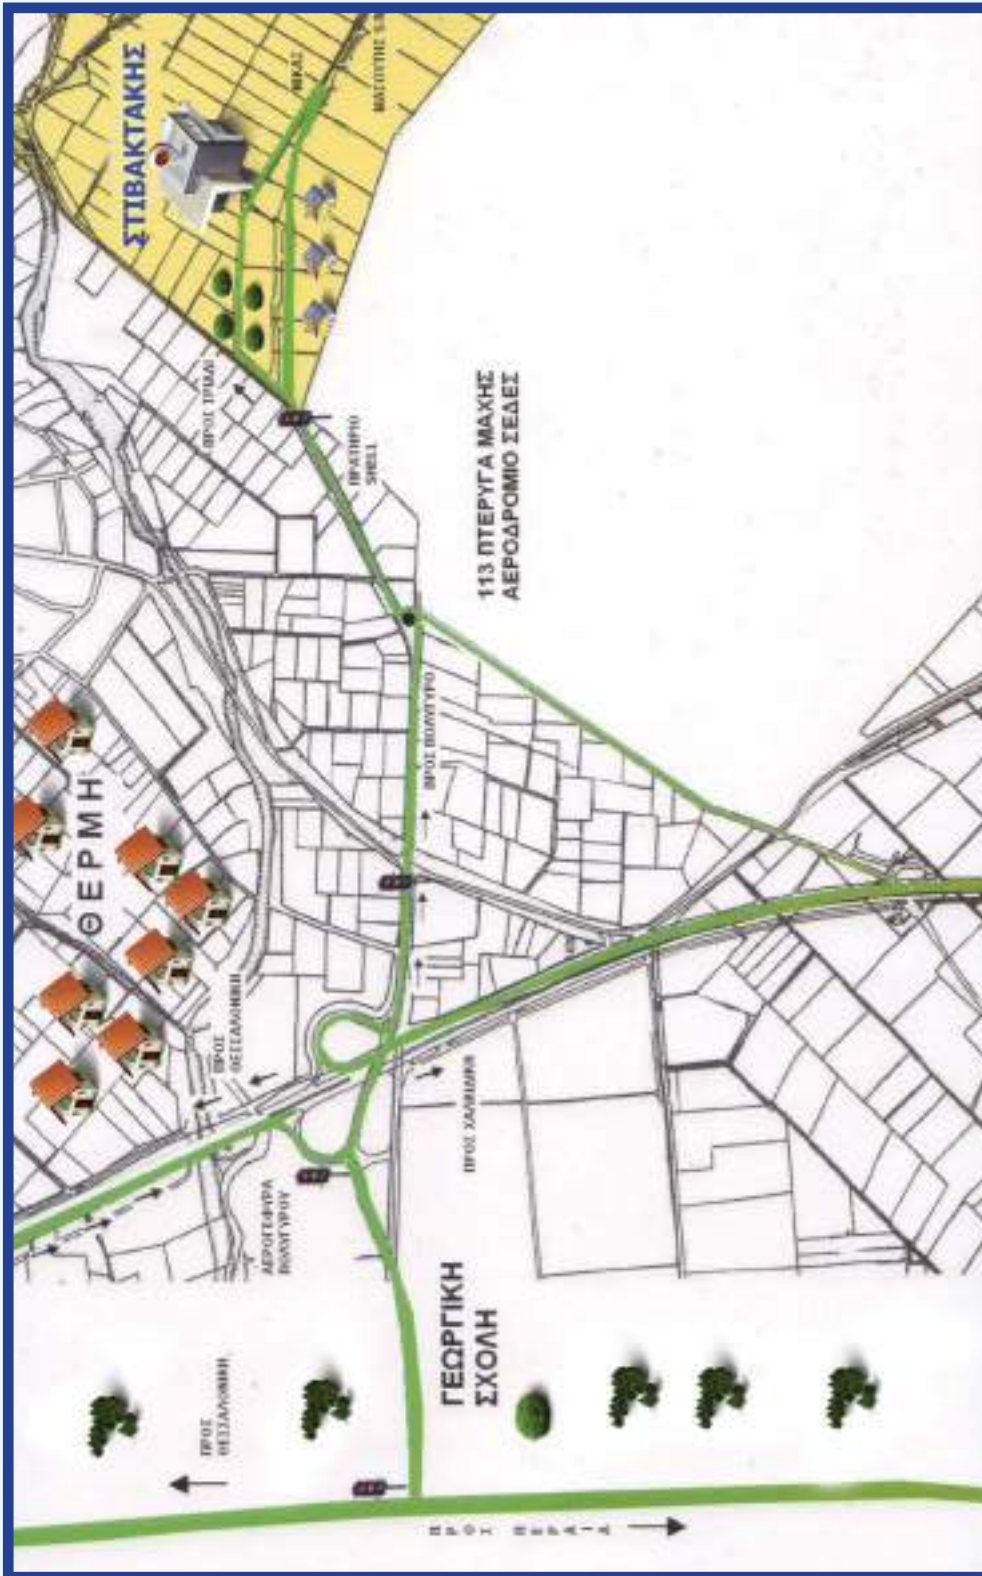 ΣΤΙΒΑΚΤΑΚΗΣ
ΝΙΚΑΣ
ΠΡΟΣ ΤΡΙΑΔΙ
ΠΡΑΤΗΡΙΟ
SHELL
113 ΠΤΕΡΥΓΑ ΜΑΧΗΣ
ΑΕΡΟΔΡΟΜΙΟ ΣΕΔΕΣ
ΠΡΟΣ ΠΟΛΥΓΥΡΟ
ΘΕΡΜΗ
ΠΡΟΣ
ΘΕΣΣΑΛΟΝΙΚΗ
ΠΡΟΣ ΧΑΛΚΙΔΙΚΗ
ΑΕΡΟΓΕΦΥΡΑ
ΠΟΛΥΓΥΡΟΥ
ΓΕΩΡΓΙΚΗ
ΣΧΟΛΗ
ΠΡΟΣ
ΘΕΣΣΑΛΟΝΙΚΗ
ΠΡΟΣ ΠΕΡΑΙΑ